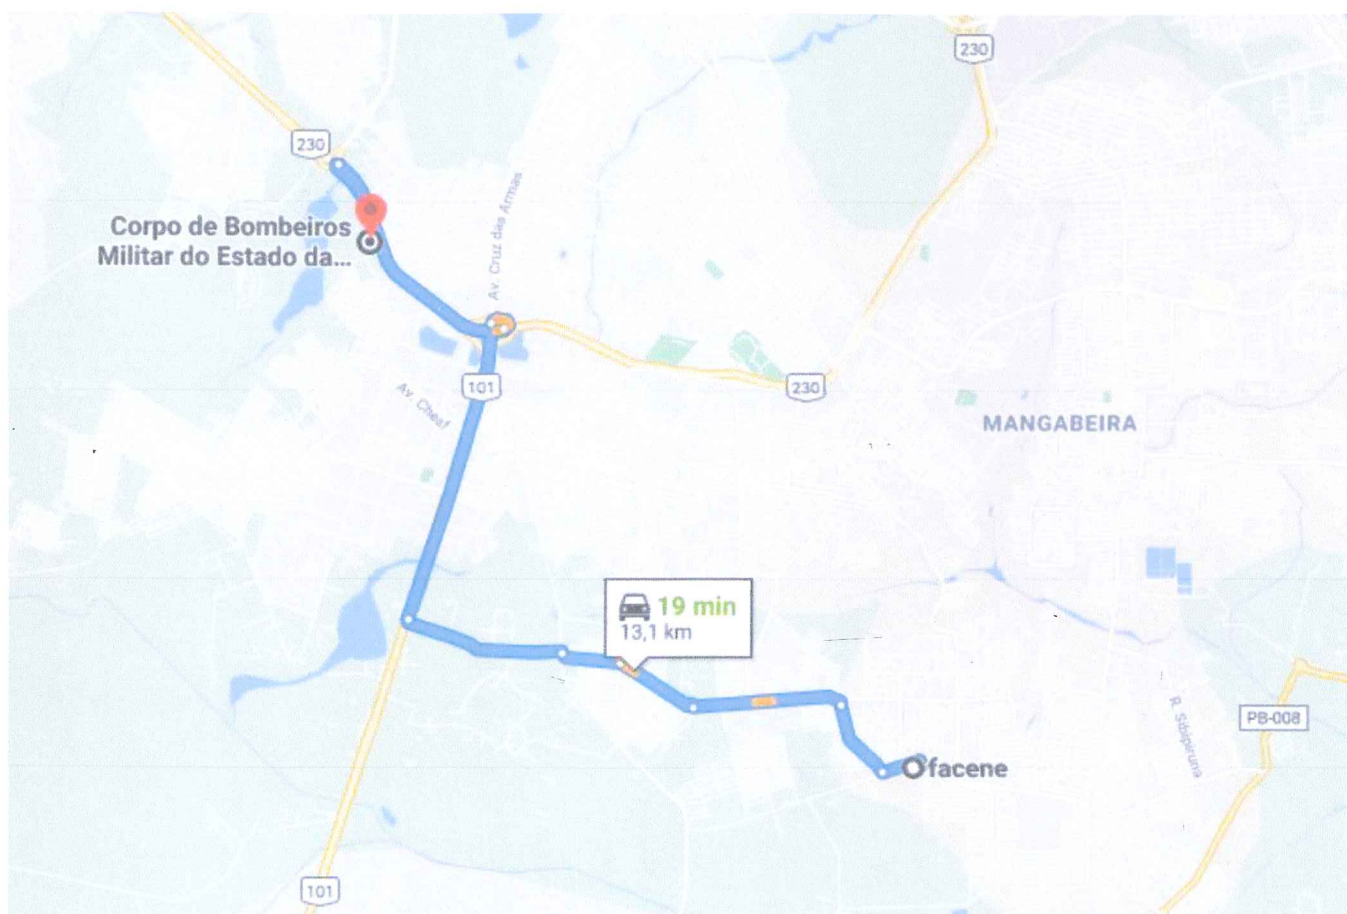 230
230
Corpo de Bombeiros
Militar do Estado da...
Av. Cruz das Armas
101
230
Av. Chesf
MANGABEIRA
19 min
13,1 km
R. Sibipiruna
PB-008
facene
101